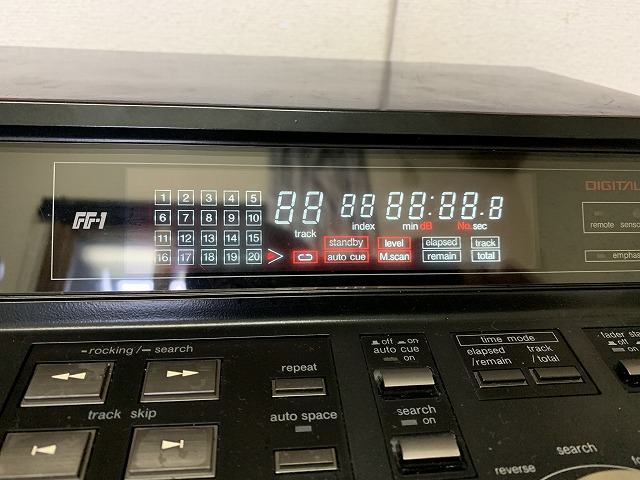 FF-1
1 2 3 4 5
6 7 8 9 10
11 12 13 14 15
16 17 18 19 20
88 88 88:88.8
track index min dB No. sec
standby level elapsed track
auto cue M.scan remain total
DIGITAL
remote senso
emphas
rocking/ search
track skip
repeat
auto space
off on
auto cue
on
search
on
time mode
elapsed track
/remain /total
fader sta
off
on
reverse search